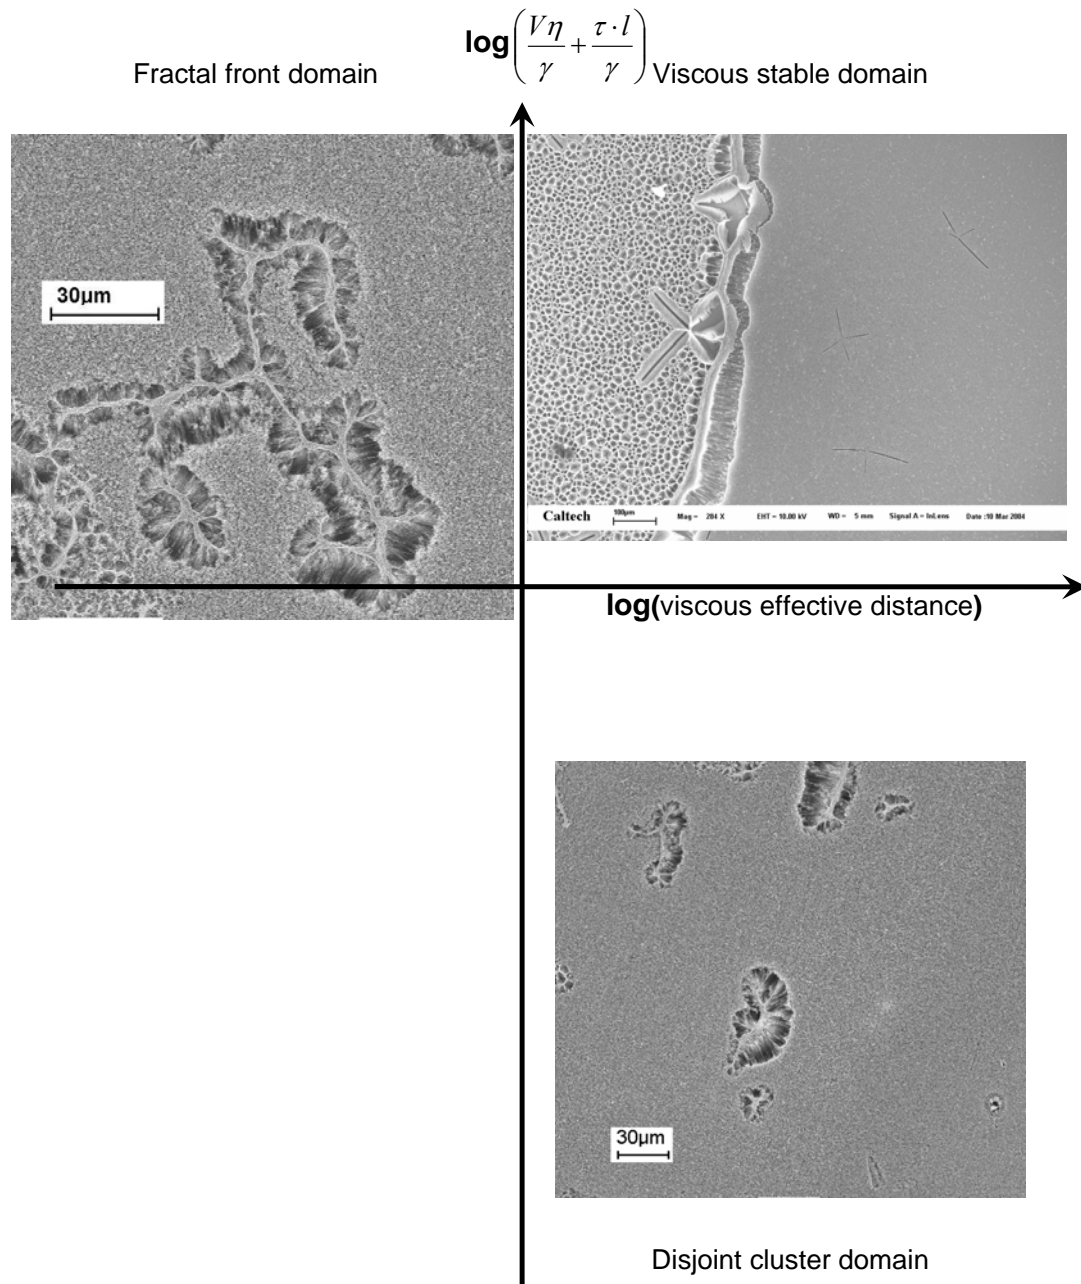 log(Vη/γ + τ·l/γ)
Fractal front domain
Viscous stable domain
30µm
Caltech 100µm Mag = 204 X EHT = 10.00 kV WD = 5 mm Signal A = InLens Date :10 Mar 2004
log(viscous effective distance)
30µm
Disjoint cluster domain